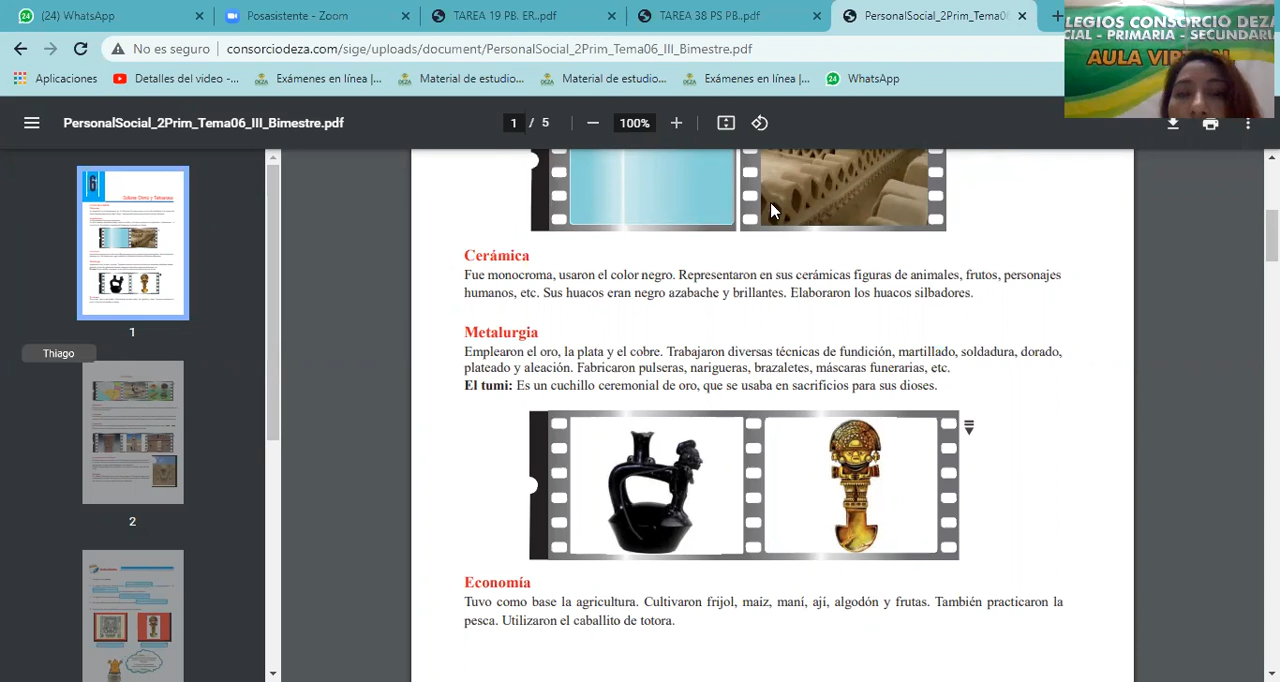 (24) WhatsApp
Posasistente - Zoom
TAREA 19 PB. ER..pdf
TAREA 38 PS PB..pdf
PersonalSocial_2Prim_Tema06
No es seguro
consorciodeza.com/sige/uploads/document/PersonalSocial_2Prim_Tema06_III_Bimestre.pdf
Aplicaciones
Detalles del video -...
Exámenes en línea |...
Material de estudio...
Material de estudio...
Exámenes en línea |...
WhatsApp
LEGIOS CONSORCIO DEZA
CIAL - PRIMARIA - SECUNDARIA
AULA VIRTUAL
PersonalSocial_2Prim_Tema06_III_Bimestre.pdf
1 / 5
100%
6
Cultura Chimú y Tiahuanaco
1
Thiago
2
Cerámica
Fue monocroma, usaron el color negro. Representaron en sus cerámicas figuras de animales, frutos, personajes
humanos, etc. Sus huacos eran negro azabache y brillantes. Elaboraron los huacos silbadores.
Metalurgia
Emplearon el oro, la plata y el cobre. Trabajaron diversas técnicas de fundición, martillado, soldadura, dorado,
plateado y aleación. Fabricaron pulseras, narigueras, brazaletes, máscaras funerarias, etc.
El tumi: Es un cuchillo ceremonial de oro, que se usaba en sacrificios para sus dioses.
Economía
Tuvo como base la agricultura. Cultivaron frijol, maíz, maní, ají, algodón y frutas. También practicaron la
pesca. Utilizaron el caballito de totora.